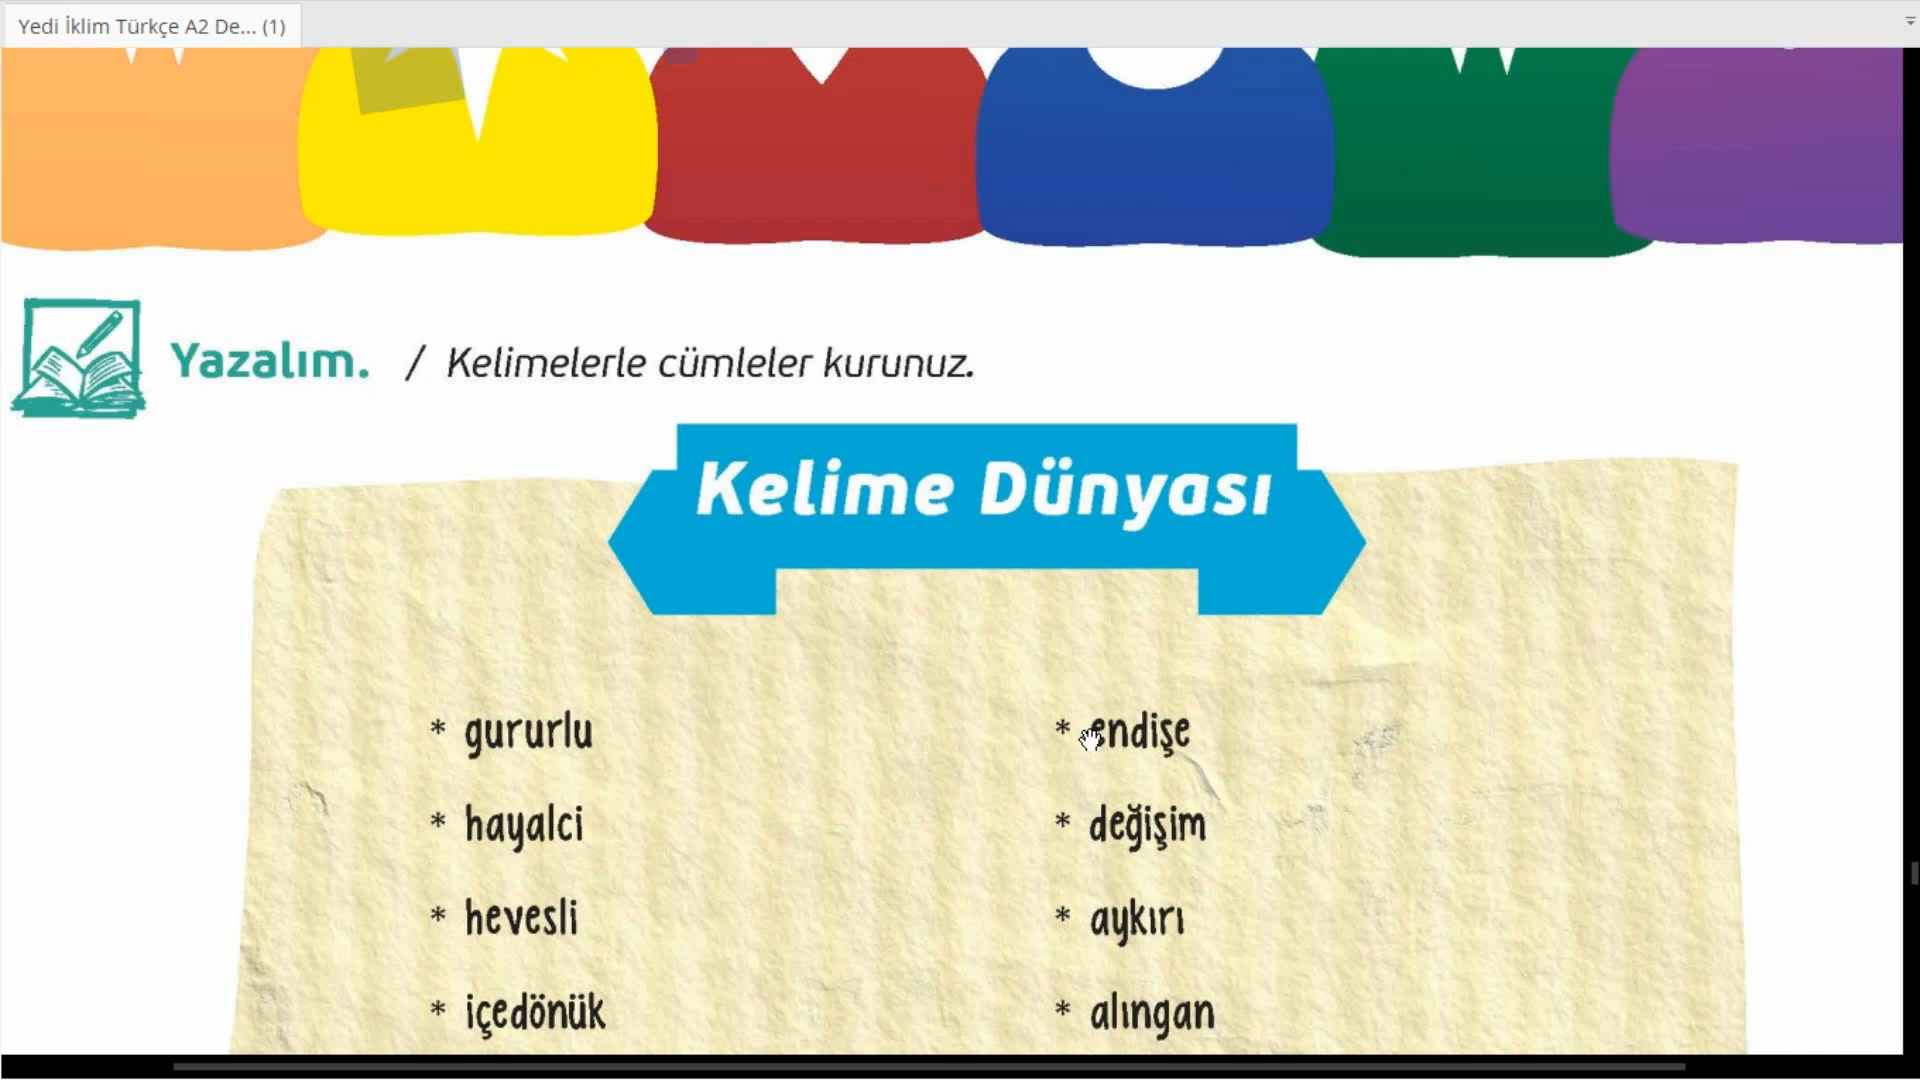 Yedi İklim Türkçe A2 De... (1)
Yazalım. / Kelimelerle cümleler kurunuz.
Kelime Dünyası
* gururlu
* hayalci
* hevesli
* içedönük
* endişe
* değişim
* aykırı
* alıngan